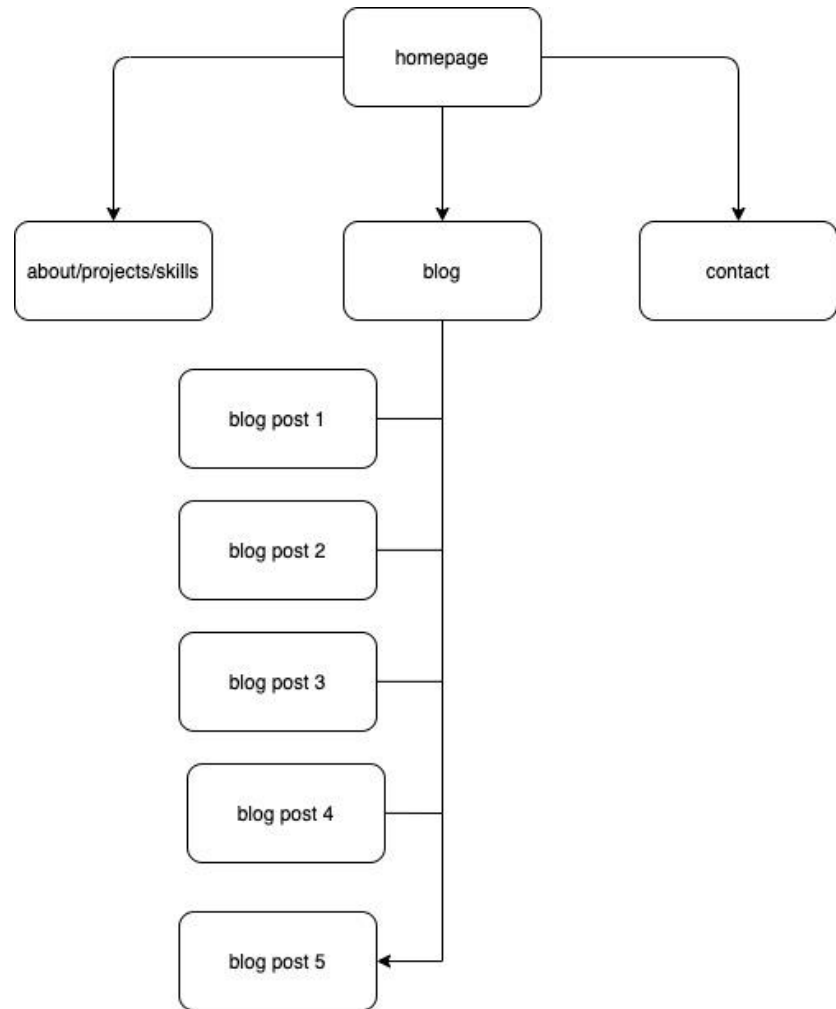 homepage
about/projects/skills
blog
contact
blog post 1
blog post 2
blog post 3
blog post 4
blog post 5